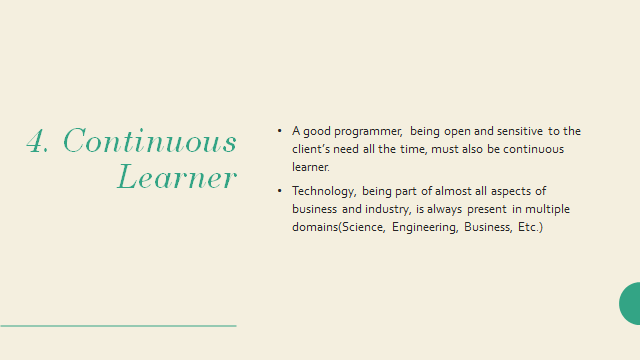 4. Continuous
Learner
• A good programmer, being open and sensitive to the
client's need all the time, must also be continuous
learner.
• Technology, being part of almost all aspects of
business and industry, is always present in multiple
domains(Science, Engineering, Business, Etc.)